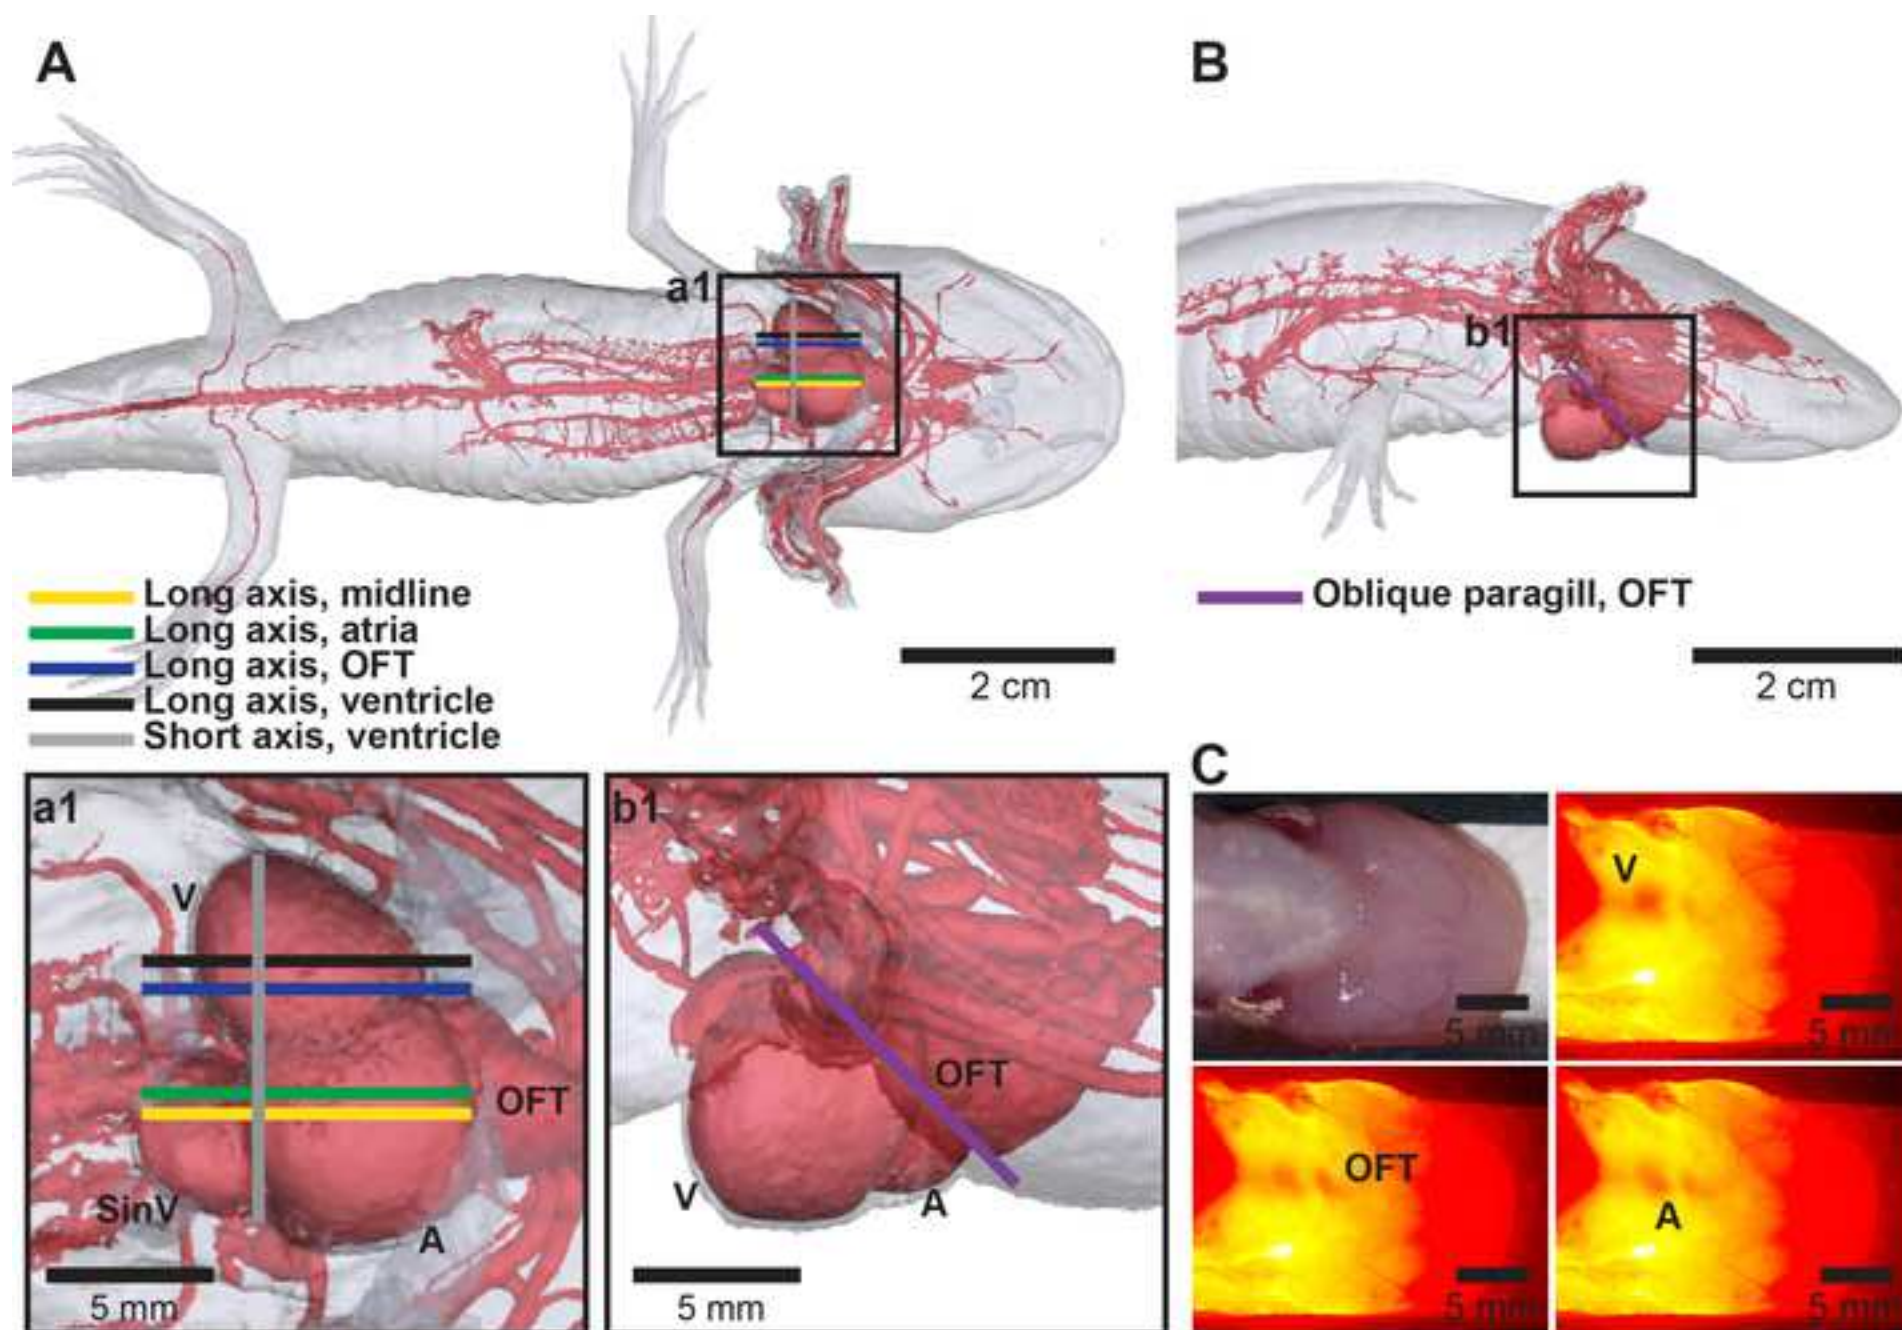 A
B
a1
b1
Long axis, midline
Long axis, atria
Long axis, OFT
Long axis, ventricle
Short axis, ventricle
2 cm
Oblique paragill, OFT
2 cm
C
a1
V
OFT
SinV
A
5 mm
b1
OFT
V
A
5 mm
5 mm
V
5 mm
OFT
5 mm
A
5 mm